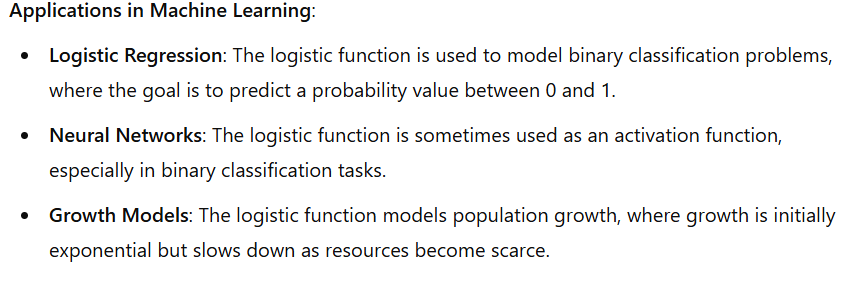 Applications in Machine Learning:
• Logistic Regression: The logistic function is used to model binary classification problems,
where the goal is to predict a probability value between 0 and 1.
• Neural Networks: The logistic function is sometimes used as an activation function,
especially in binary classification tasks.
• Growth Models: The logistic function models population growth, where growth is initially
exponential but slows down as resources become scarce.